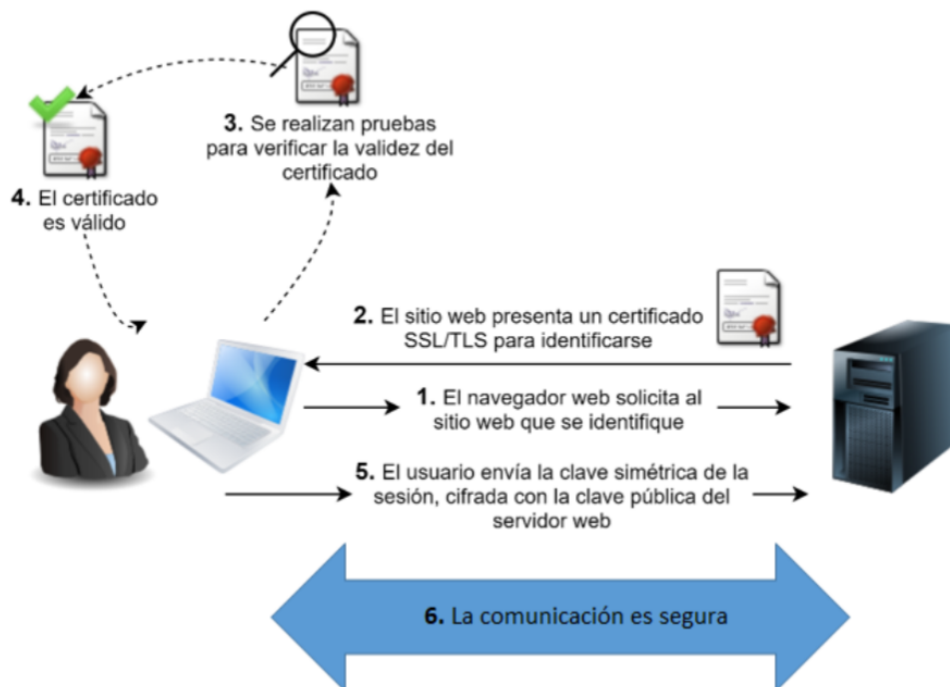 3. Se realizan pruebas
para verificar la validez del
certificado
4. El certificado
es válido
2. El sitio web presenta un certificado
SSL/TLS para identificarse
1. El navegador web solicita al
sitio web que se identifique
5. El usuario envía la clave simétrica de la
sesión, cifrada con la clave pública del
servidor web
6. La comunicación es segura